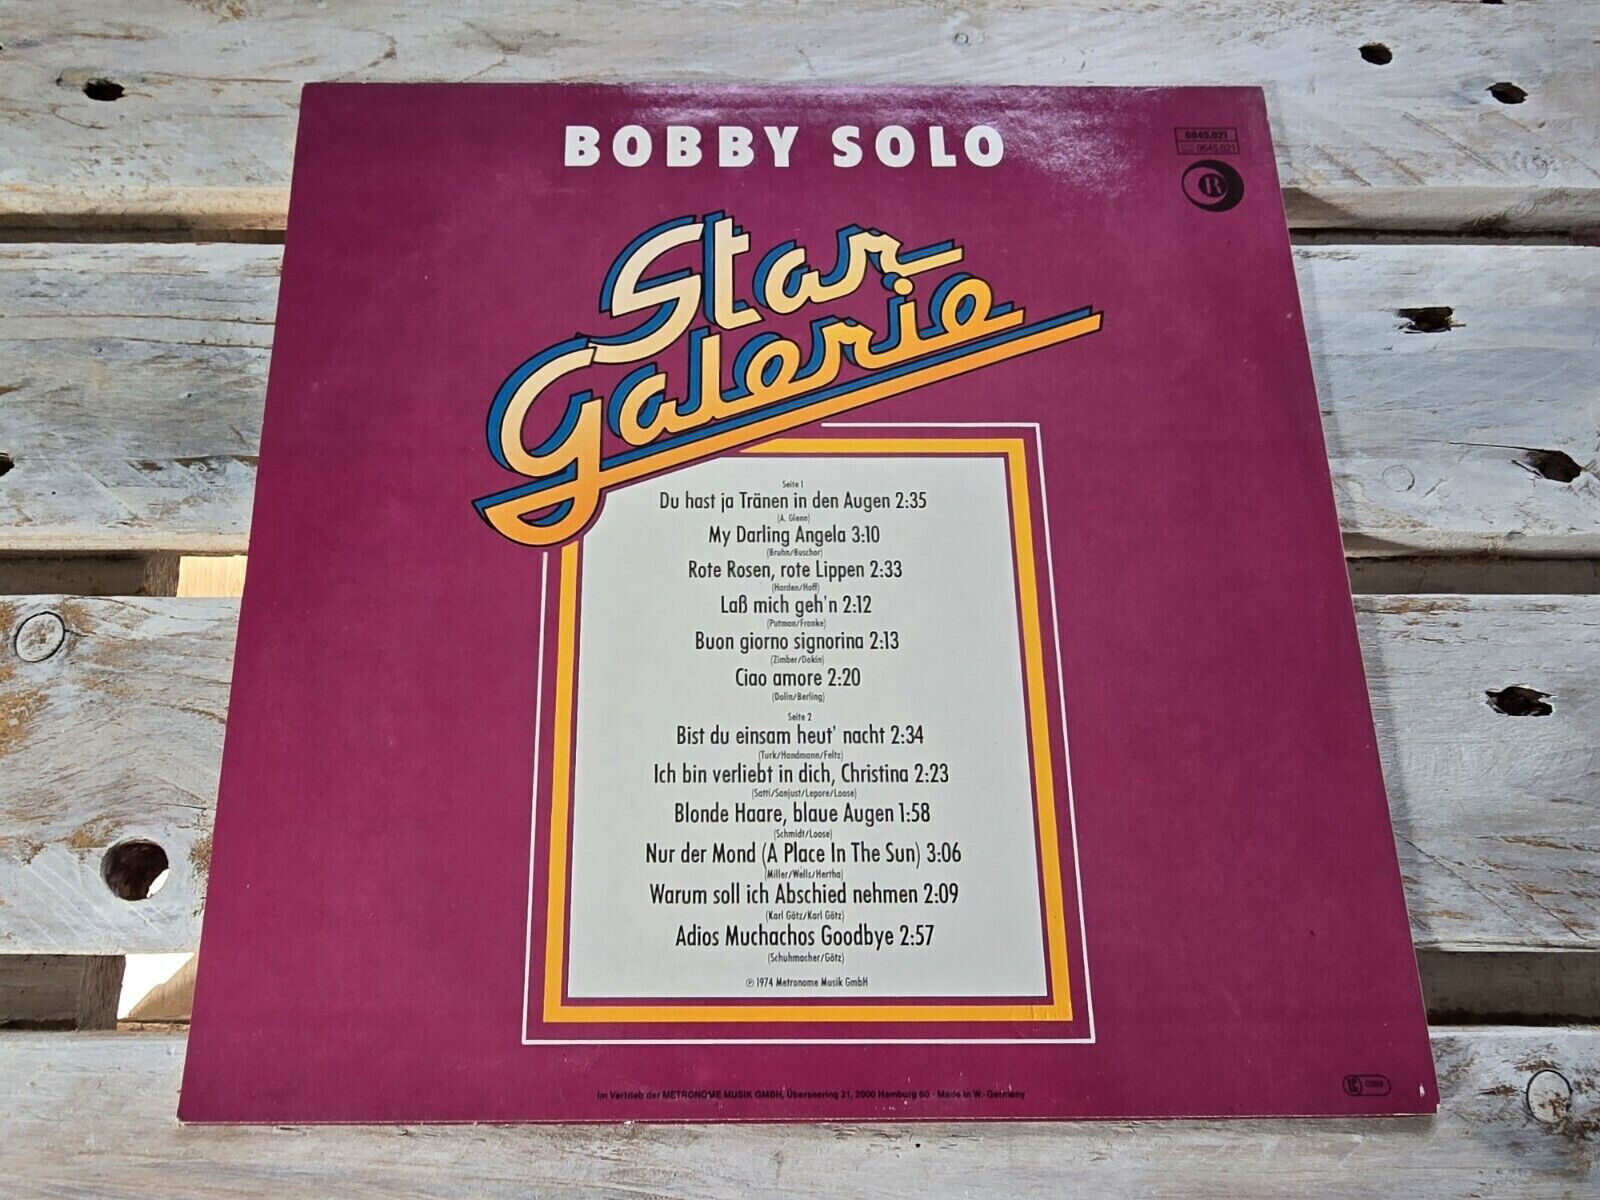 BOBBY SOLO
0645.021
0645.021
R
Star
Galerie
Seite 1
Du hast ja Tränen in den Augen 2:35
(A. Glenn)
My Darling Angela 3:10
(Bruhn/Buschor)
Rote Rosen, rote Lippen 2:33
(Harden/Hoff)
Laß mich geh'n 2:12
(Putman/Franke)
Buon giorno signorina 2:13
(Zimber/Dokin)
Ciao amore 2:20
(Dolin/Berling)
Seite 2
Bist du einsam heut' nacht 2:34
(Turk/Handmann/Feltz)
Ich bin verliebt in dich, Christina 2:23
(Satti/Sanjust/Lepore/Loose)
Blonde Haare, blaue Augen 1:58
(Schmidt/Loose)
Nur der Mond (A Place In The Sun) 3:06
(Miller/Wells/Hertha)
Warum soll ich Abschied nehmen 2:09
(Karl Götz/Karl Götz)
Adios Muchachos Goodbye 2:57
(Schuhmacher/Götz)
℗ 1974 Metronome Musik GmbH
Im Vertrieb der METRONOME MUSIK GMBH, Überseering 21, 2000 Hamburg 60 · Made in W.-Germany
LC